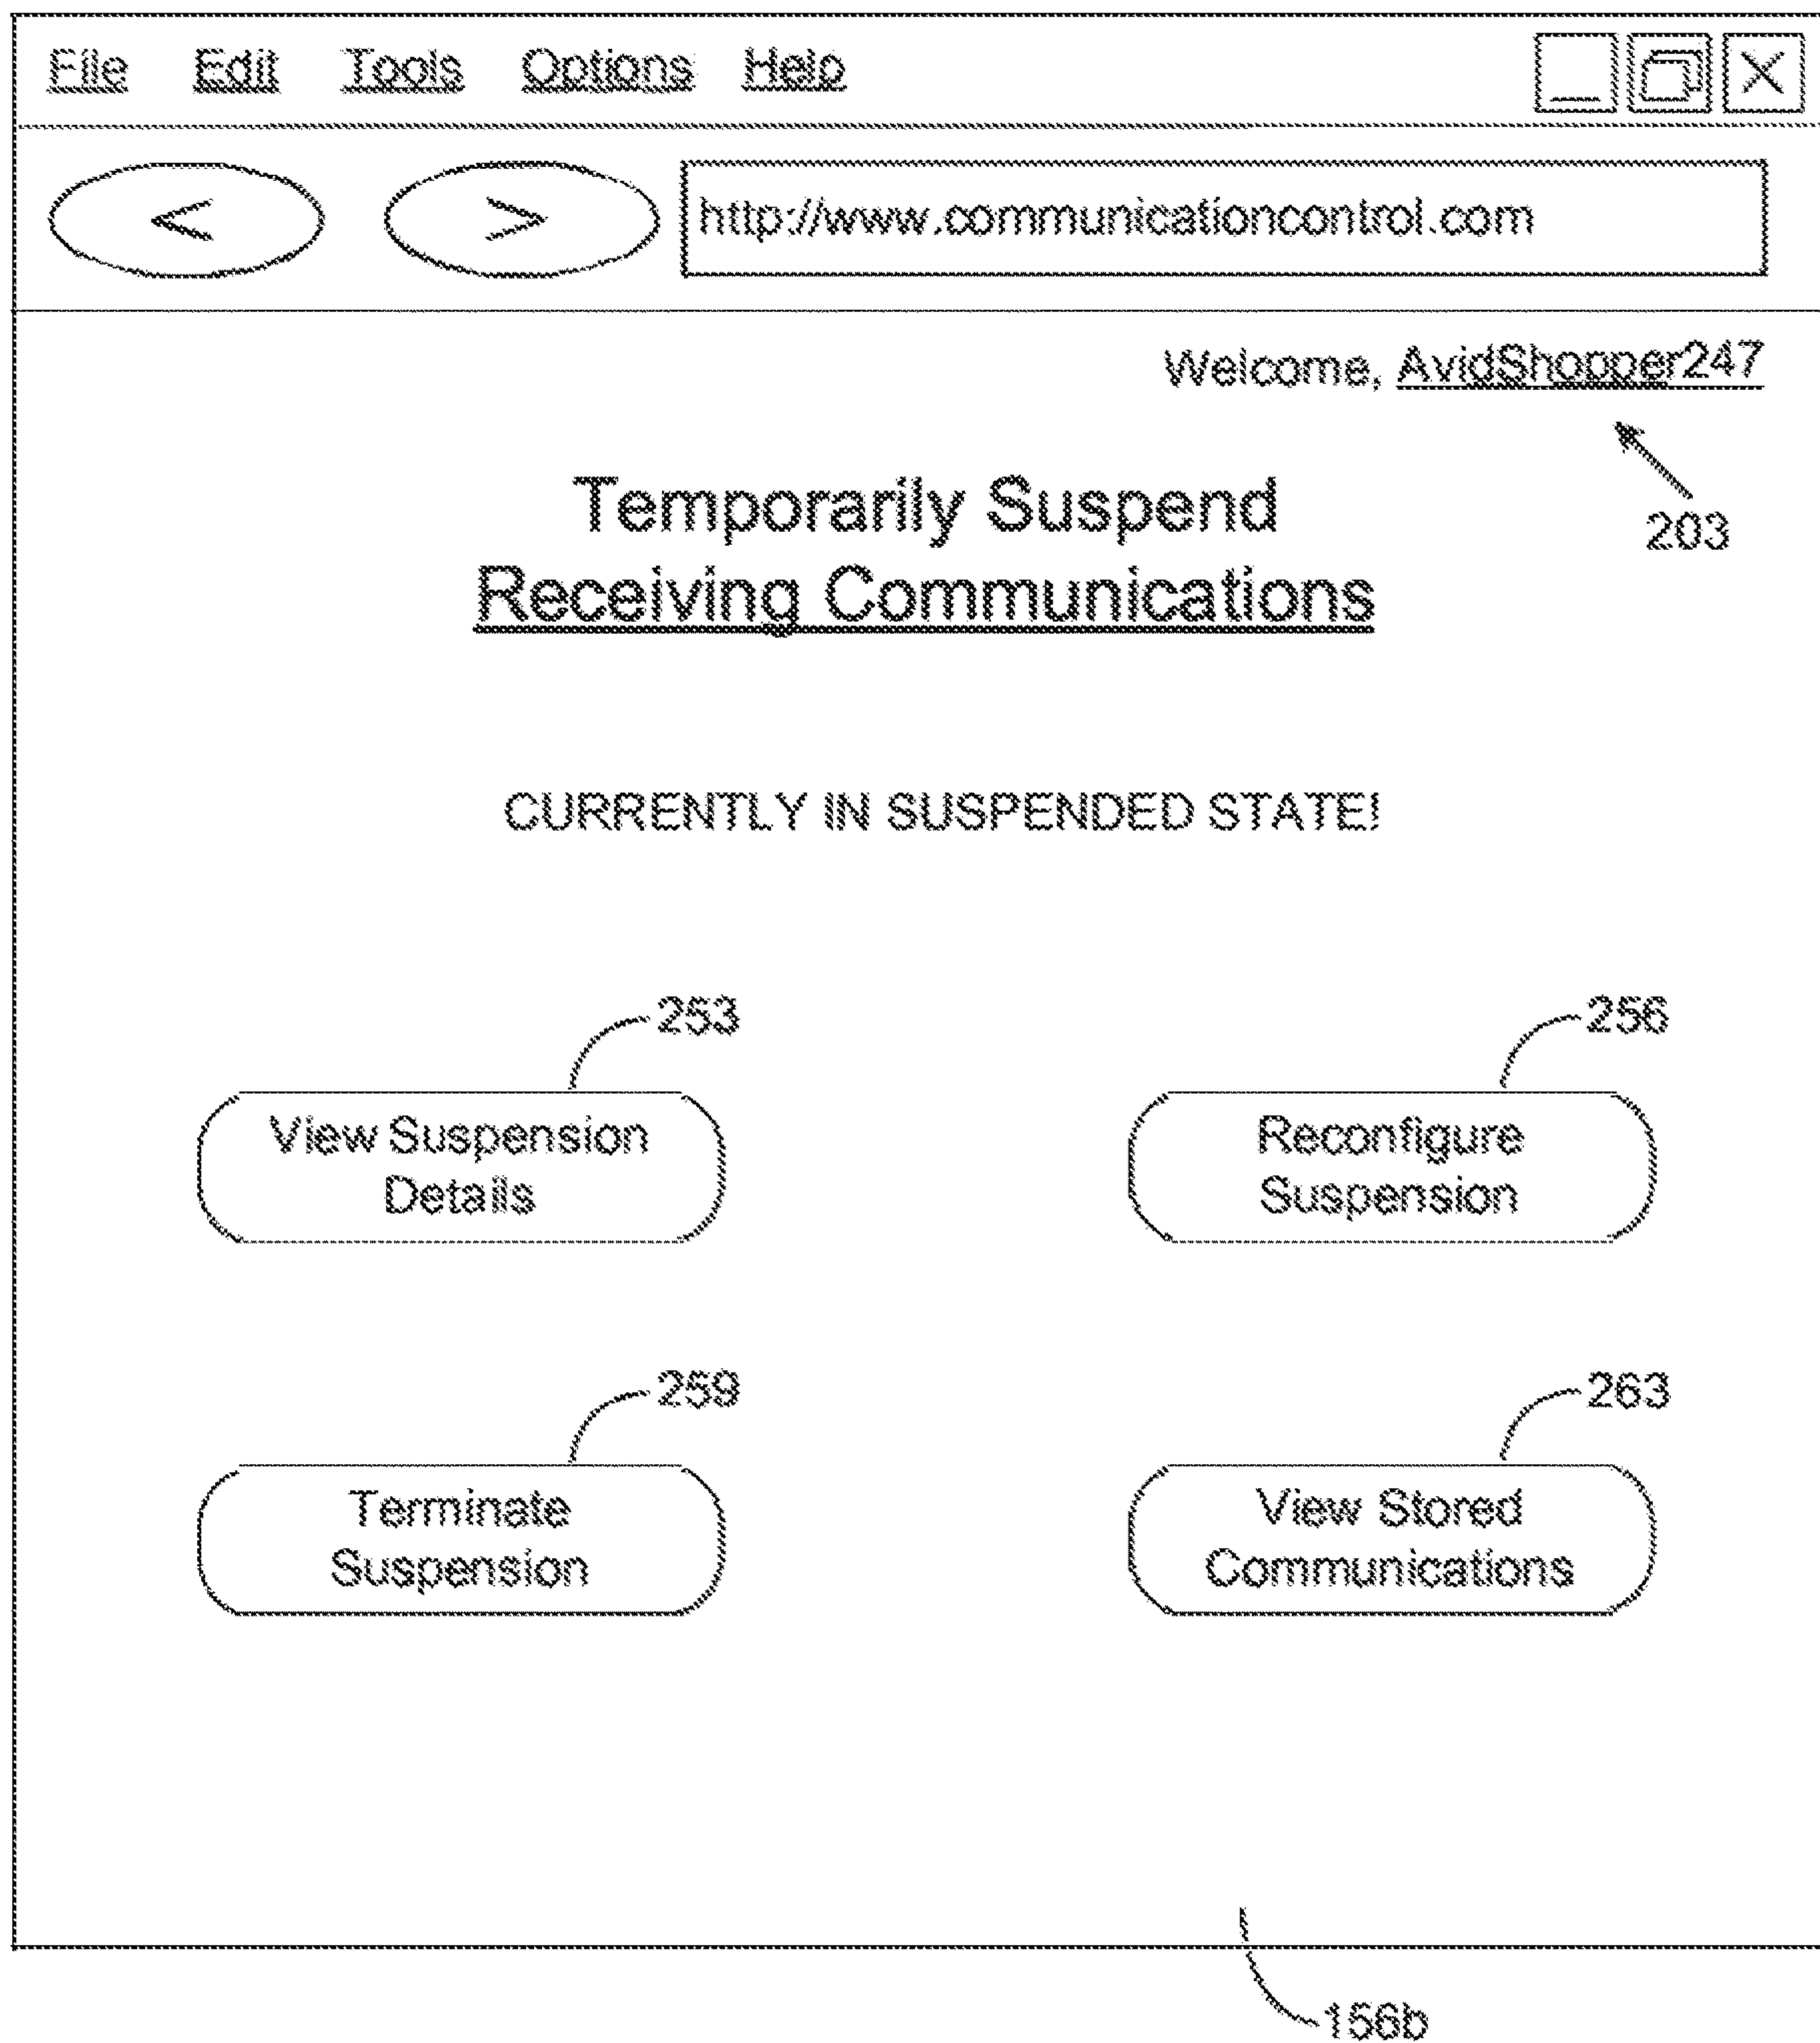 File Edit Tools Options Help
< > http://www.communicationcontrol.com
Welcome, AvidShopper247
203
Temporarily Suspend
Receiving Communications
CURRENTLY IN SUSPENDED STATE!
253
256
View Suspension
Details
Reconfigure
Suspension
259
263
Terminate
Suspension
View Stored
Communications
156b